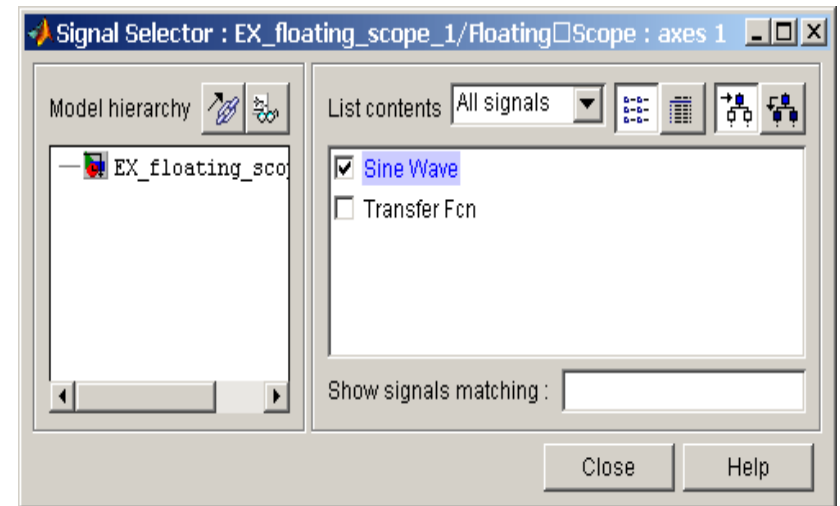 Signal Selector : EX_floating_scope_1/Floating□Scope : axes 1
Model hierarchy
List contents All signals
EX_floating_sco
Sine Wave
Transfer Fcn
Show signals matching :
Close Help